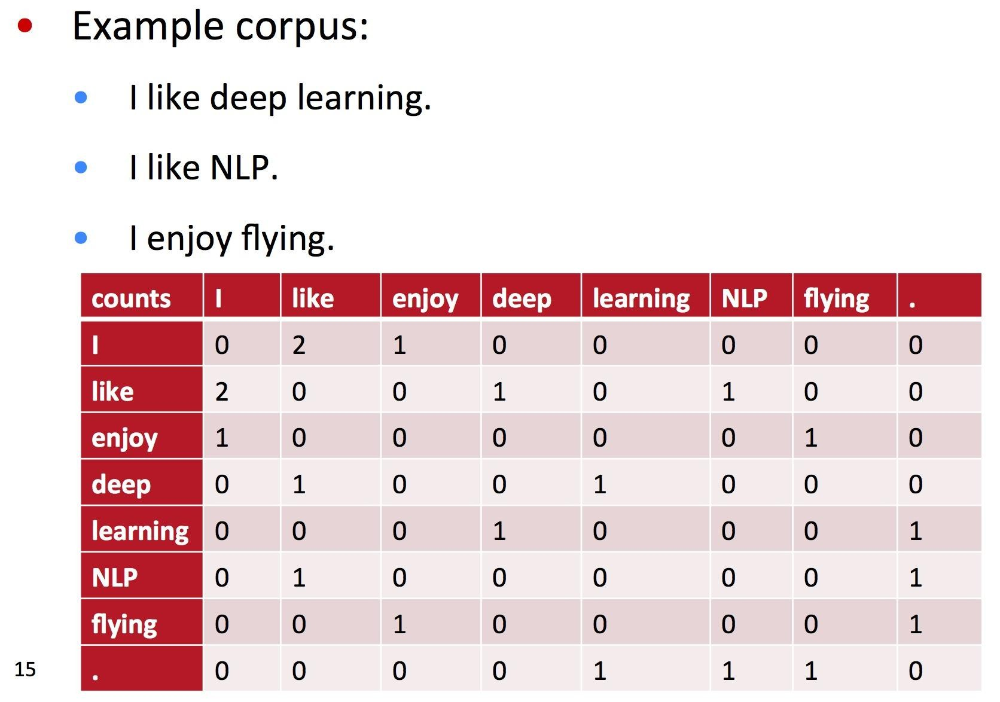 • Example corpus:
• I like deep learning.
• I like NLP.
• I enjoy flying.
counts I like enjoy deep learning NLP flying .
I 0 2 1 0 0 0 0 0
like 2 0 0 1 0 1 0 0
enjoy 1 0 0 0 0 0 1 0
deep 0 1 0 0 1 0 0 0
learning 0 0 0 1 0 0 0 1
NLP 0 1 0 0 0 0 0 1
flying 0 0 1 0 0 0 0 1
. 0 0 0 0 1 1 1 0
15